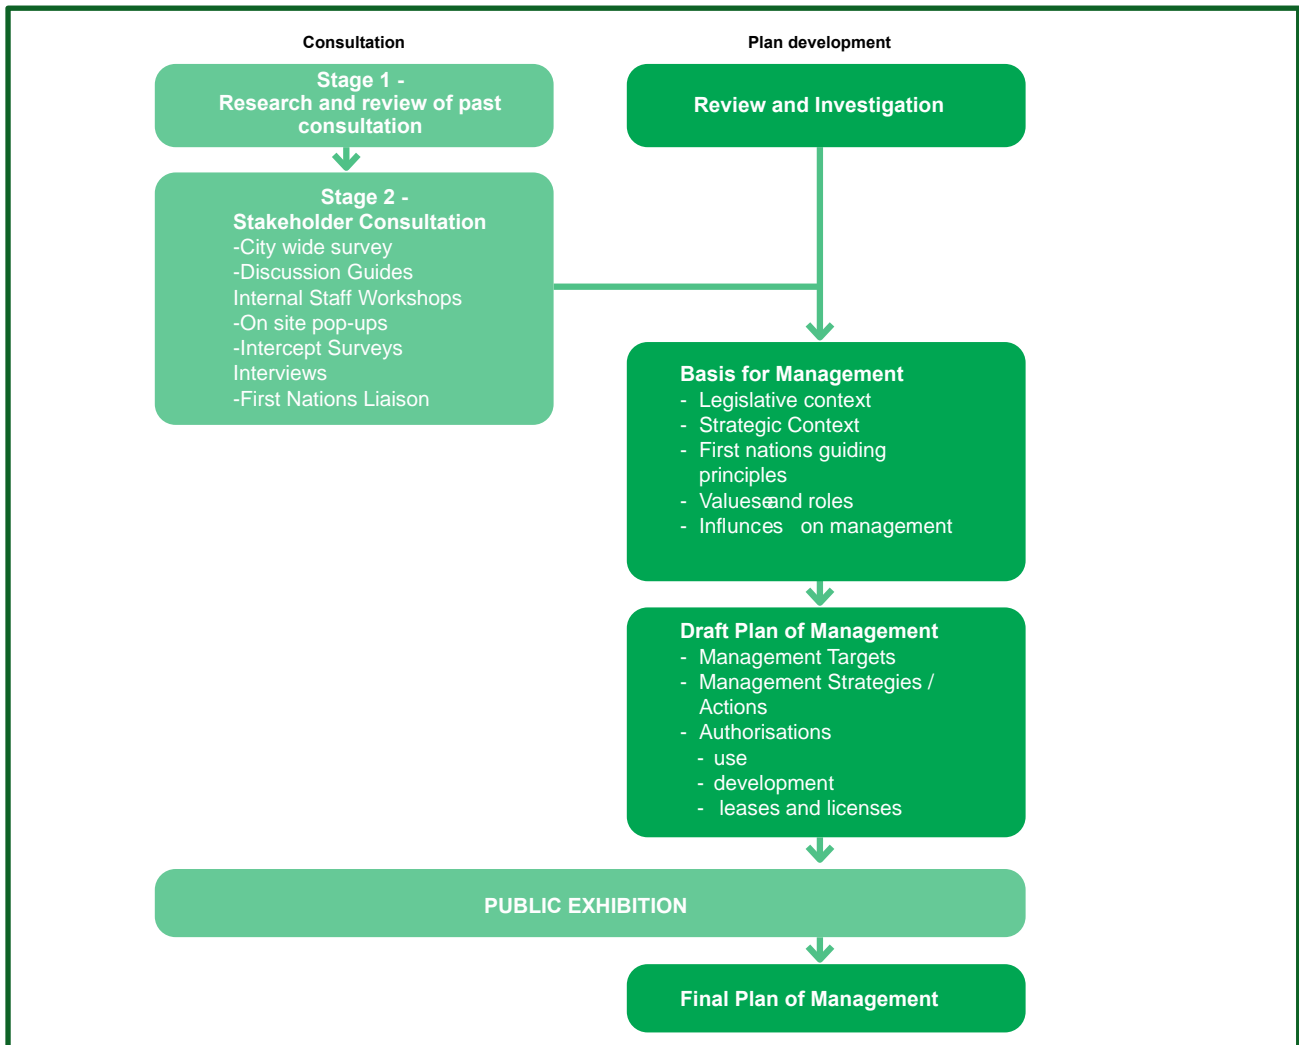 Consultation
Stage 1 -
Research and review of past
consultation
Stage 2 -
Stakeholder Consultation
-City wide survey
-Discussion Guides
Internal Staff Workshops
-On site pop-ups
-Intercept Surveys
Interviews
-First Nations Liaison
Plan development
Review and Investigation
Basis for Management
- Legislative context
- Strategic Context
- First nations guiding
principles
- Values and roles
- Influnces on management
Draft Plan of Management
- Management Targets
- Management Strategies /
Actions
- Authorisations
- use
- development
- leases and licenses
PUBLIC EXHIBITION
Final Plan of Management